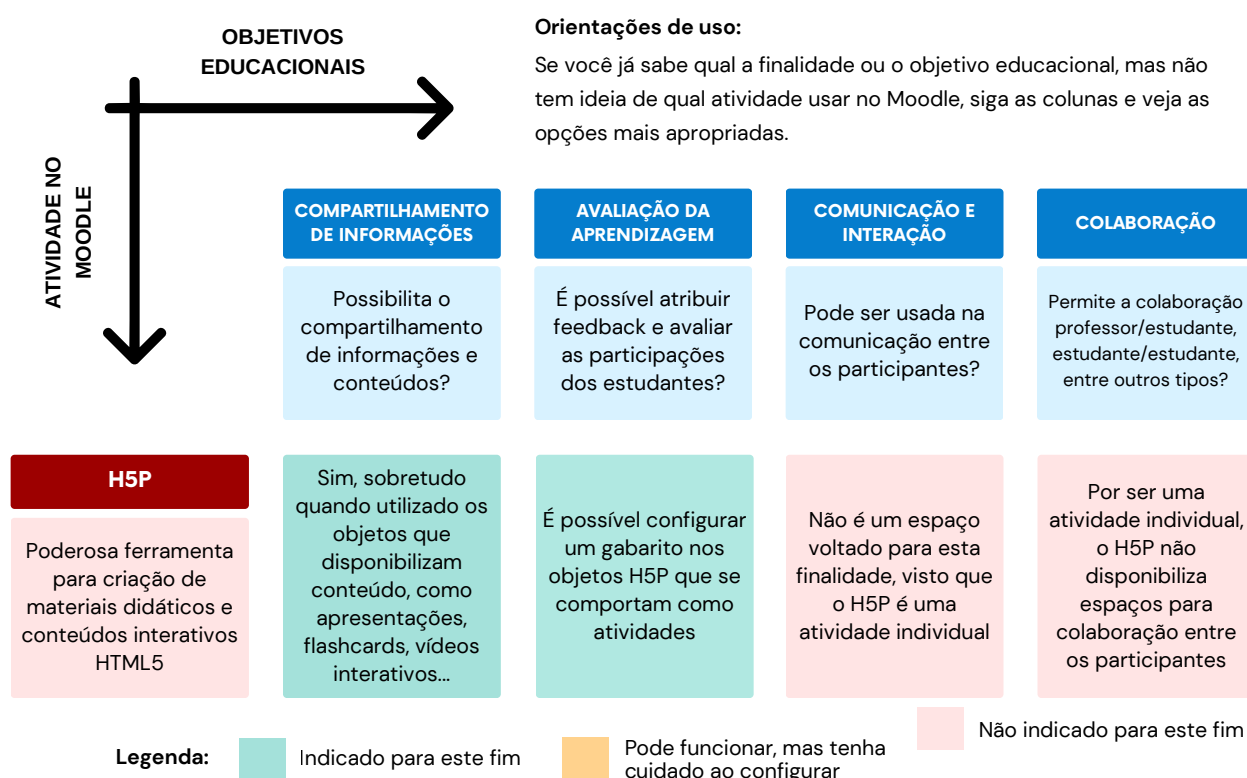 OBJETIVOS
EDUCACIONAIS
Orientações de uso:
Se você já sabe qual a finalidade ou o objetivo educacional, mas não
tem ideia de qual atividade usar no Moodle, siga as colunas e veja as
opções mais apropriadas.
ATIVIDADE NO
MOODLE
COMPARTILHAMENTO
DE INFORMAÇÕES
AVALIAÇÃO DA
APRENDIZAGEM
COMUNICAÇÃO E
INTERAÇÃO
COLABORAÇÃO
Possibilita o
compartilhamento
de informações e
conteúdos?
É possível atribuir
feedback e avaliar
as participações
dos estudantes?
Pode ser usada na
comunicação entre
os participantes?
Permite a colaboração
professor/estudante,
estudante/estudante,
entre outros tipos?
H5P
Poderosa ferramenta
para criação de
materiais didáticos e
conteúdos interativos
HTML5
Sim, sobretudo
quando utilizado os
objetos que
disponibilizam
conteúdo, como
apresentações,
flashcards, vídeos
interativos...
É possível configurar
um gabarito nos
objetos H5P que se
comportam como
atividades
Não é um espaço
voltado para esta
finalidade, visto que
o H5P é uma
atividade individual
Por ser uma
atividade individual,
o H5P não
disponibiliza
espaços para
colaboração entre
os participantes
Legenda:
Indicado para este fim
Pode funcionar, mas tenha
cuidado ao configurar
Não indicado para este fim